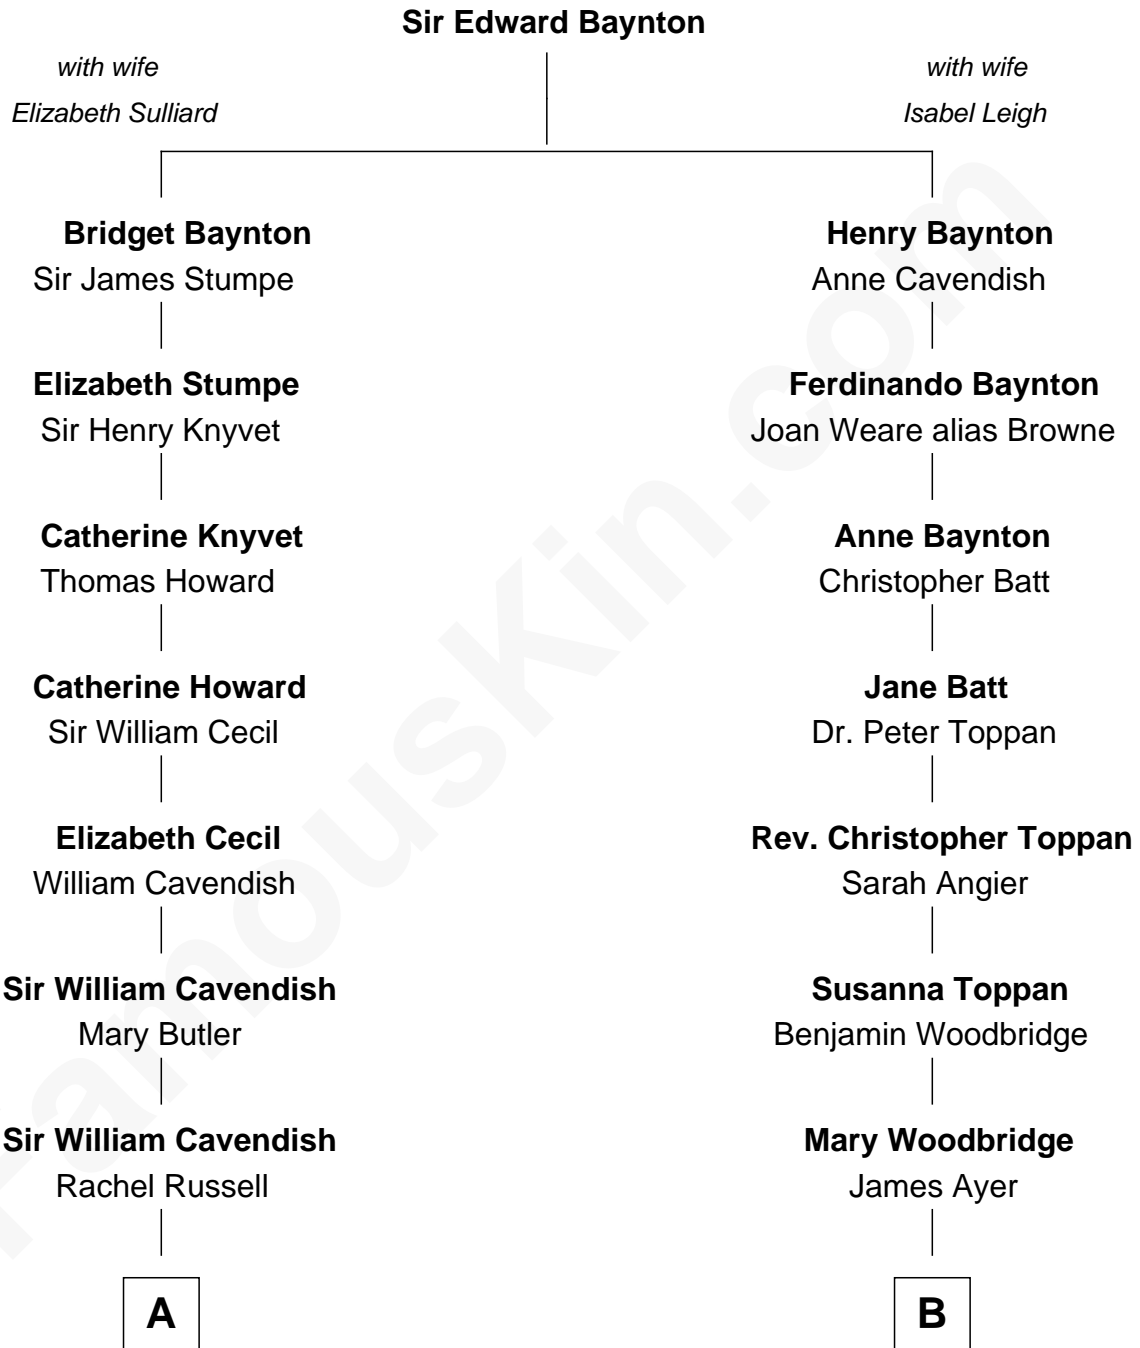 Sir Edward Baynton
with wife
Elizabeth Sulliard
with wife
Isabel Leigh
Bridget Baynton
Sir James Stumpe
Henry Baynton
Anne Cavendish
Elizabeth Stumpe
Sir Henry Knyvet
Ferdinando Baynton
Joan Weare alias Browne
Catherine Knyvet
Thomas Howard
Anne Baynton
Christopher Batt
Catherine Howard
Sir William Cecil
Jane Batt
Dr. Peter Toppan
Elizabeth Cecil
William Cavendish
Rev. Christopher Toppan
Sarah Angier
Sir William Cavendish
Mary Butler
Susanna Toppan
Benjamin Woodbridge
Sir William Cavendish
Rachel Russell
Mary Woodbridge
James Ayer
A
B
FamousKin.com